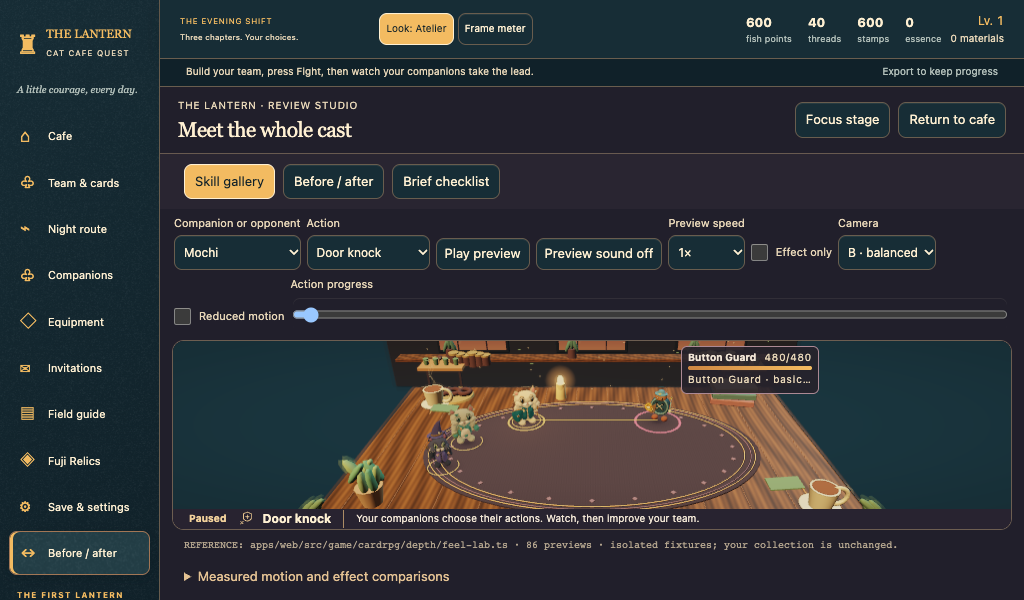 THE LANTERN
CAT CAFE QUEST
A little courage, every day.
Cafe
Team & cards
Night route
Companions
Equipment
Invitations
Field guide
Fuji Relics
Save & settings
Before / after
THE FIRST LANTERN
THE EVENING SHIFT
Three chapters. Your choices.
Look: Atelier
Frame meter
600 fish points
40 threads
600 stamps
0 essence
Lv. 1
0 materials
Build your team, press Fight, then watch your companions take the lead.
Export to keep progress
THE LANTERN · REVIEW STUDIO
Meet the whole cast
Focus stage
Return to cafe
Skill gallery
Before / after
Brief checklist
Companion or opponent
Mochi
Action
Door knock
Play preview
Preview sound off
Preview speed
1×
Effect only
Camera
B · balanced
Reduced motion
Action progress
Button Guard 480/480
Button Guard · basic…
Paused
Door knock
Your companions choose their actions. Watch, then improve your team.
REFERENCE: apps/web/src/game/cardrpg/depth/feel-lab.ts · 86 previews · isolated fixtures; your collection is unchanged.
Measured motion and effect comparisons